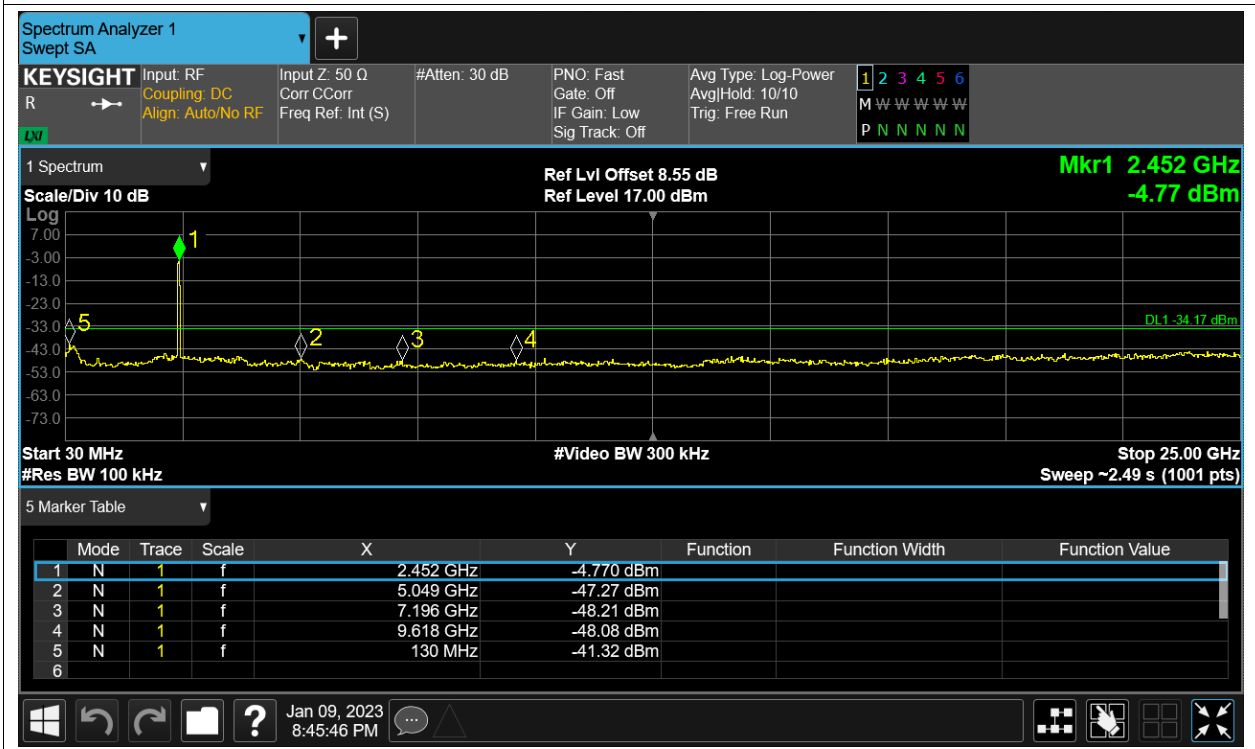 Spectrum Analyzer 1
Swept SA
KEYSIGHT Input: RF Input Z: 50 Ω #Atten: 30 dB PNO: Fast Avg Type: Log-Power 1 2 3 4 5 6
R Coupling: DC Corr CCorr Gate: Off Avg|Hold: 10/10 M W W W W W
Align: Auto/No RF Freq Ref: Int (S) IF Gain: Low Trig: Free Run
LXI Sig Track: Off P N N N N N
1 Spectrum Ref Lvl Offset 8.55 dB Mkr1 2.452 GHz
Scale/Div 10 dB Ref Level 17.00 dBm -4.77 dBm
Log
7.00
-3.00
-13.0
-23.0
-33.0
-43.0
-53.0
-63.0
-73.0
1
5
2
3
4
DL1 -34.17 dBm
Start 30 MHz #Video BW 300 kHz Stop 25.00 GHz
#Res BW 100 kHz Sweep ~2.49 s (1001 pts)
5 Marker Table
Mode Trace Scale X Y Function Function Width Function Value
1 N 1 f 2.452 GHz -4.770 dBm
2 N 1 f 5.049 GHz -47.27 dBm
3 N 1 f 7.196 GHz -48.21 dBm
4 N 1 f 9.618 GHz -48.08 dBm
5 N 1 f 130 MHz -41.32 dBm
6
? Jan 09, 2023
8:45:46 PM